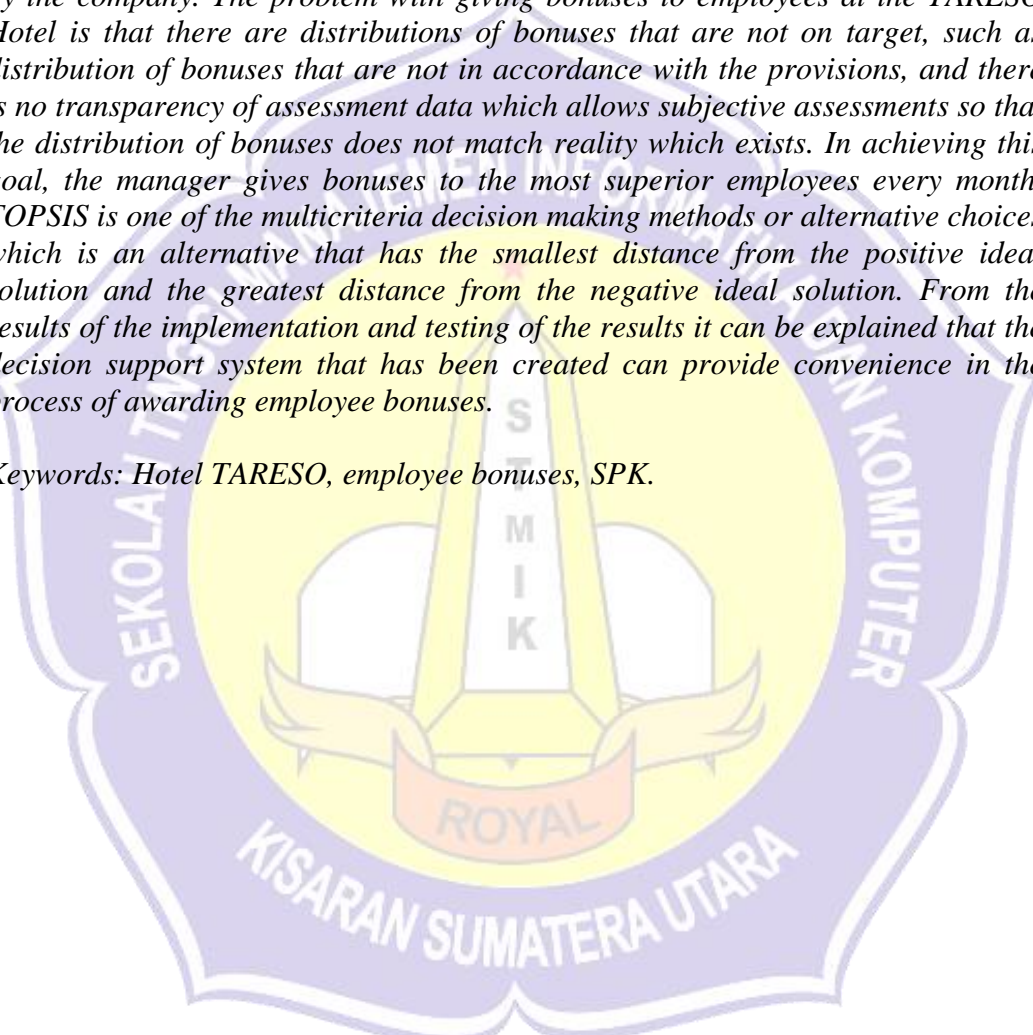 by the company. The problem with giving bonuses to employees at the TARESO
Hotel is that there are distributions of bonuses that are not on target, such as
distribution of bonuses that are not in accordance with the provisions, and there
is no transparency of assessment data which allows subjective assessments so that
the distribution of bonuses does not match reality which exists. In achieving this
goal, the manager gives bonuses to the most superior employees every month.
TOPSIS is one of the multicriteria decision making methods or alternative choices
which is an alternative that has the smallest distance from the positive ideal
solution and the greatest distance from the negative ideal solution. From the
results of the implementation and testing of the results it can be explained that the
decision support system that has been created can provide convenience in the
process of awarding employee bonuses.
Keywords: Hotel TARESO, employee bonuses, SPK.
SEKOLAH TINGGI MANAJEMEN INFORMATIK DAN KOMPUTER
S
T
M
I
K
ROYAL
KISARAN SUMATERA UTARA